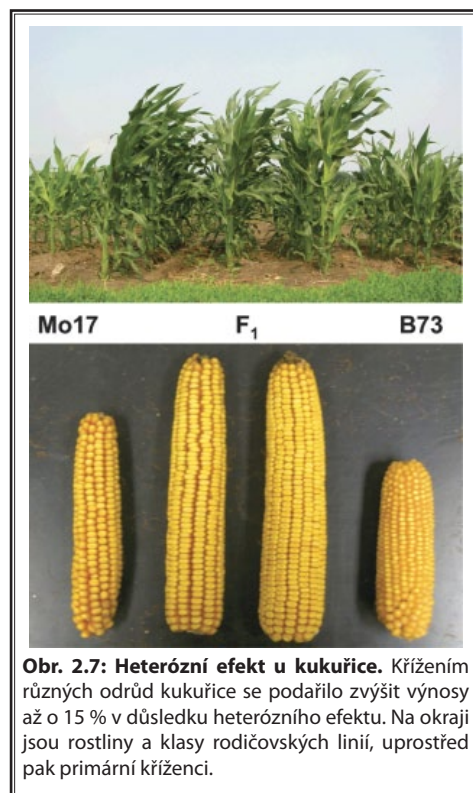 Mo17 F₁ B73
Obr. 2.7: Heterózní efekt u kukuřice. Křížením
různých odrůd kukuřice se podařilo zvýšit výnosy
až o 15 % v důsledku heterózního efektu. Na okraji
jsou rostliny a klasy rodičovských linií, uprostřed
pak primární kříženci.